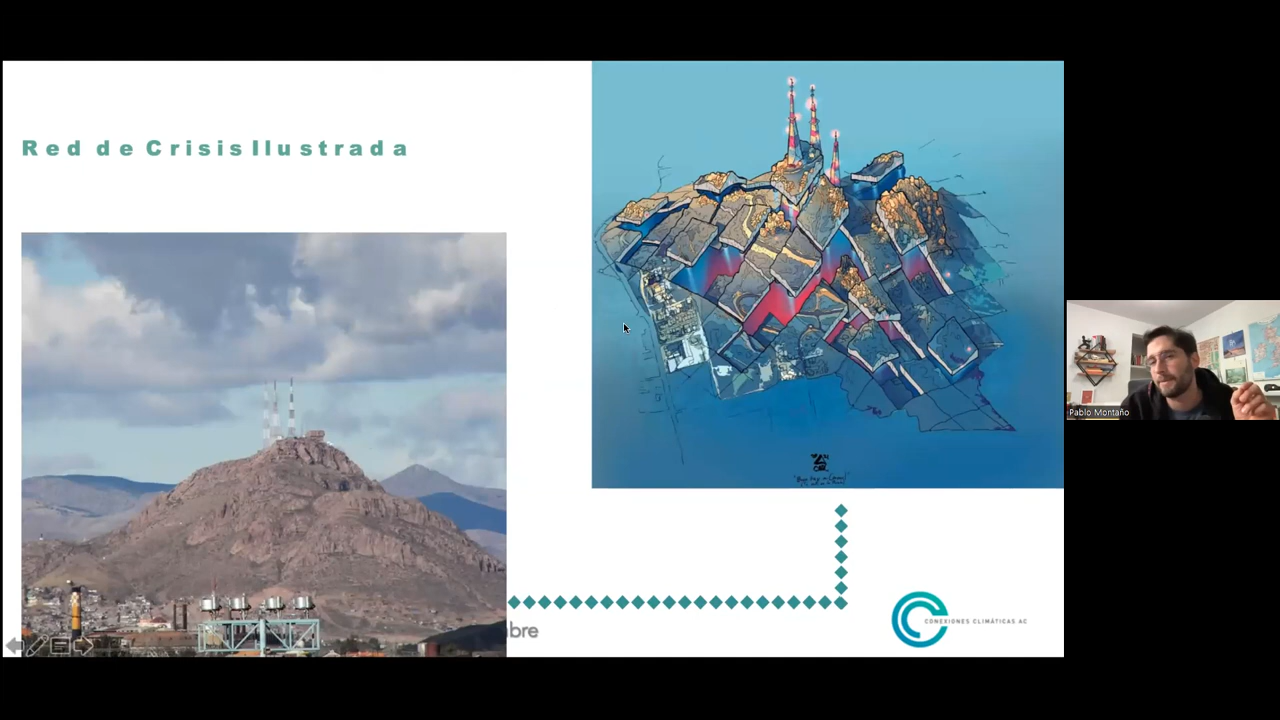 Red de Crisis Ilustrada
bre
CONEXIONES CLIMÁTICAS AC
Pablo Montaño